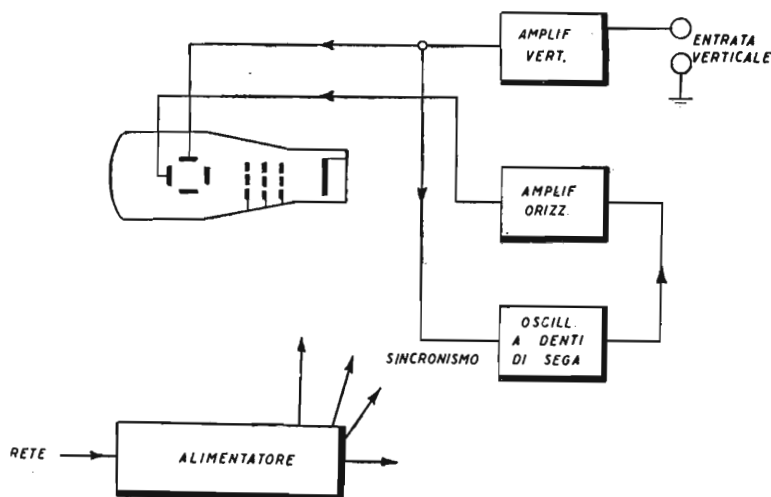 AMPLIF
VERT.
ENTRATA
VERTICALE
AMPLIF
ORIZZ.
OSCILL.
A DENTI
DI SEGA
SINCRONISMO
RETE
ALIMENTATORE